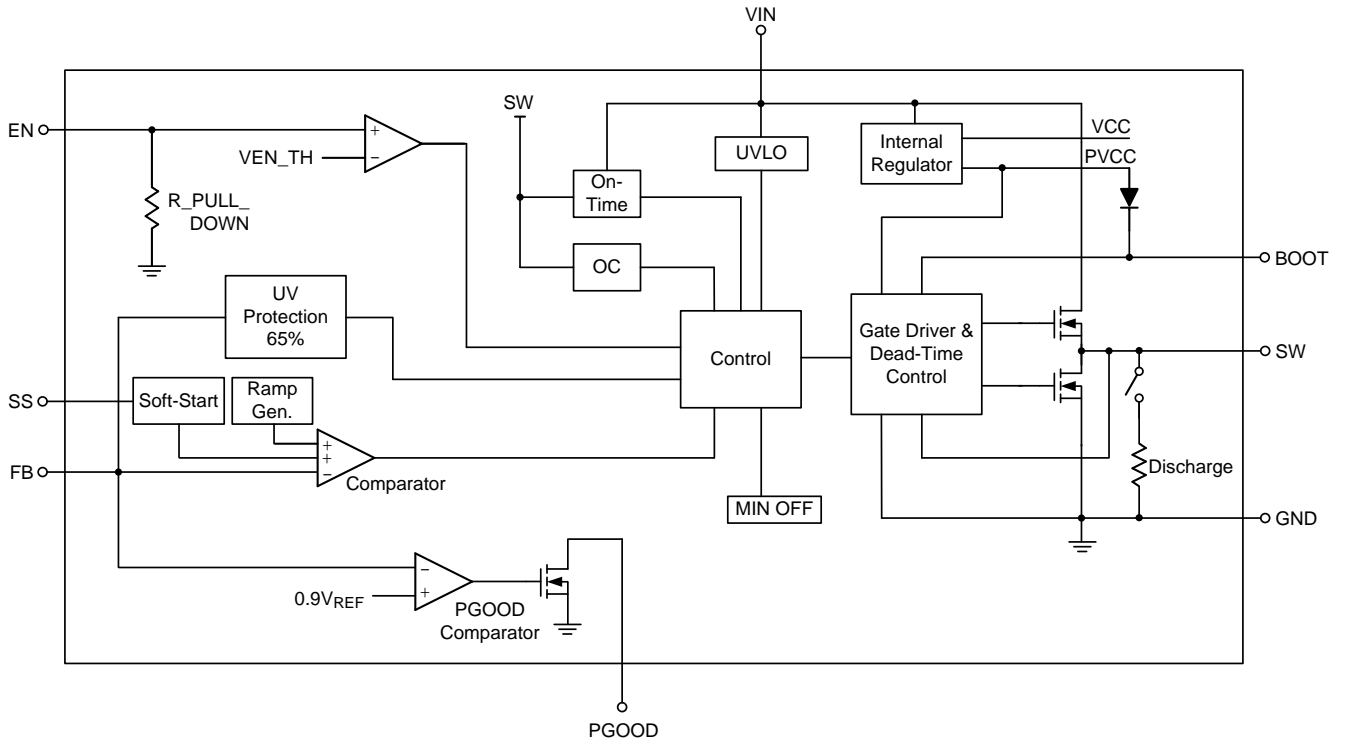 VIN
EN
VEN_TH
+
−
SW
UVLO
Internal
Regulator
VCC
PVCC
On-
Time
R_PULL_
DOWN
OC
BOOT
UV
Protection
65%
Control
Gate Driver &
Dead-Time
Control
SW
SS
Soft-Start
Ramp
Gen.
+
+
−
FB
Comparator
Discharge
MIN OFF
GND
−
+
0.9VREF
PGOOD
Comparator
PGOOD